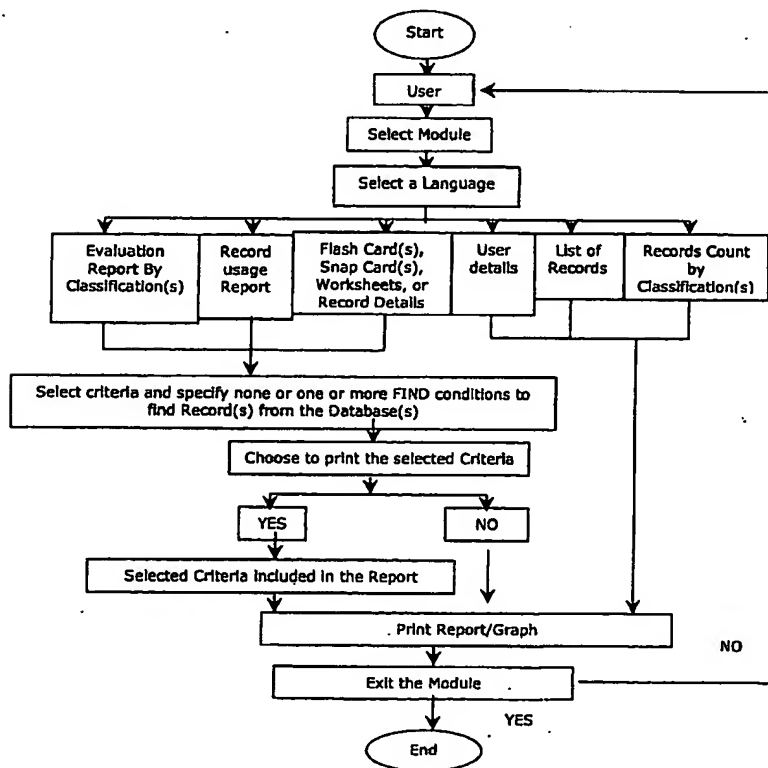 Start
User
Select Module
Select a Language
Evaluation
Report By
Classification(s)
Record
usage
Report
Flash Card(s),
Snap Card(s),
Worksheets, or
Record Details
User
details
List of
Records
Records Count
by
Classification(s)
Select criteria and specify none or one or more FIND conditions to
find Record(s) from the Database(s)
Choose to print the selected Criteria
YES
NO
Selected Criteria included in the Report
Print Report/Graph
NO
Exit the Module
YES
End